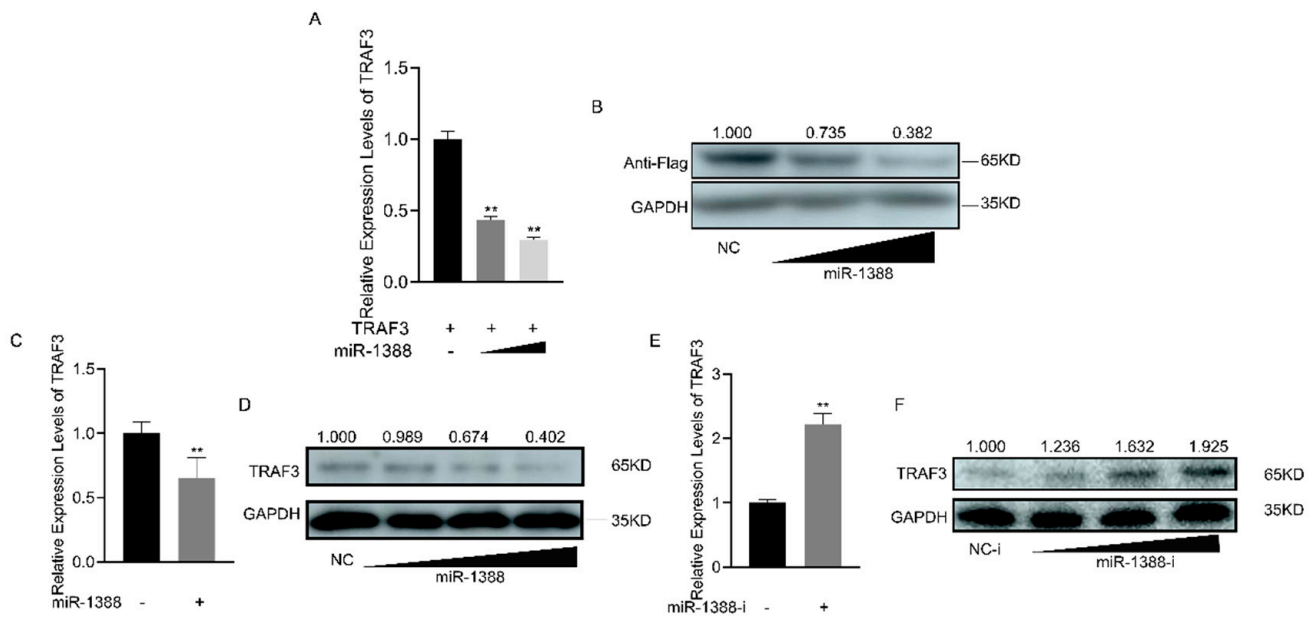 A
Relative Expression Levels of TRAF3
1.5
1.0
0.5
0.0
**
**
TRAF3 + + +
miR-1388 -
B
1.000 0.735 0.382
Anti-Flag 65KD
GAPDH 35KD
NC
miR-1388
C
Relative Expression Levels of TRAF3
1.5
1.0
0.5
0.0
**
miR-1388 - +
D
1.000 0.989 0.674 0.402
TRAF3 65KD
GAPDH 35KD
NC
miR-1388
E
Relative Expression Levels of TRAF3
3
2
1
0
**
miR-1388-i - +
F
1.000 1.236 1.632 1.925
TRAF3 65KD
GAPDH 35KD
NC-i
miR-1388-i